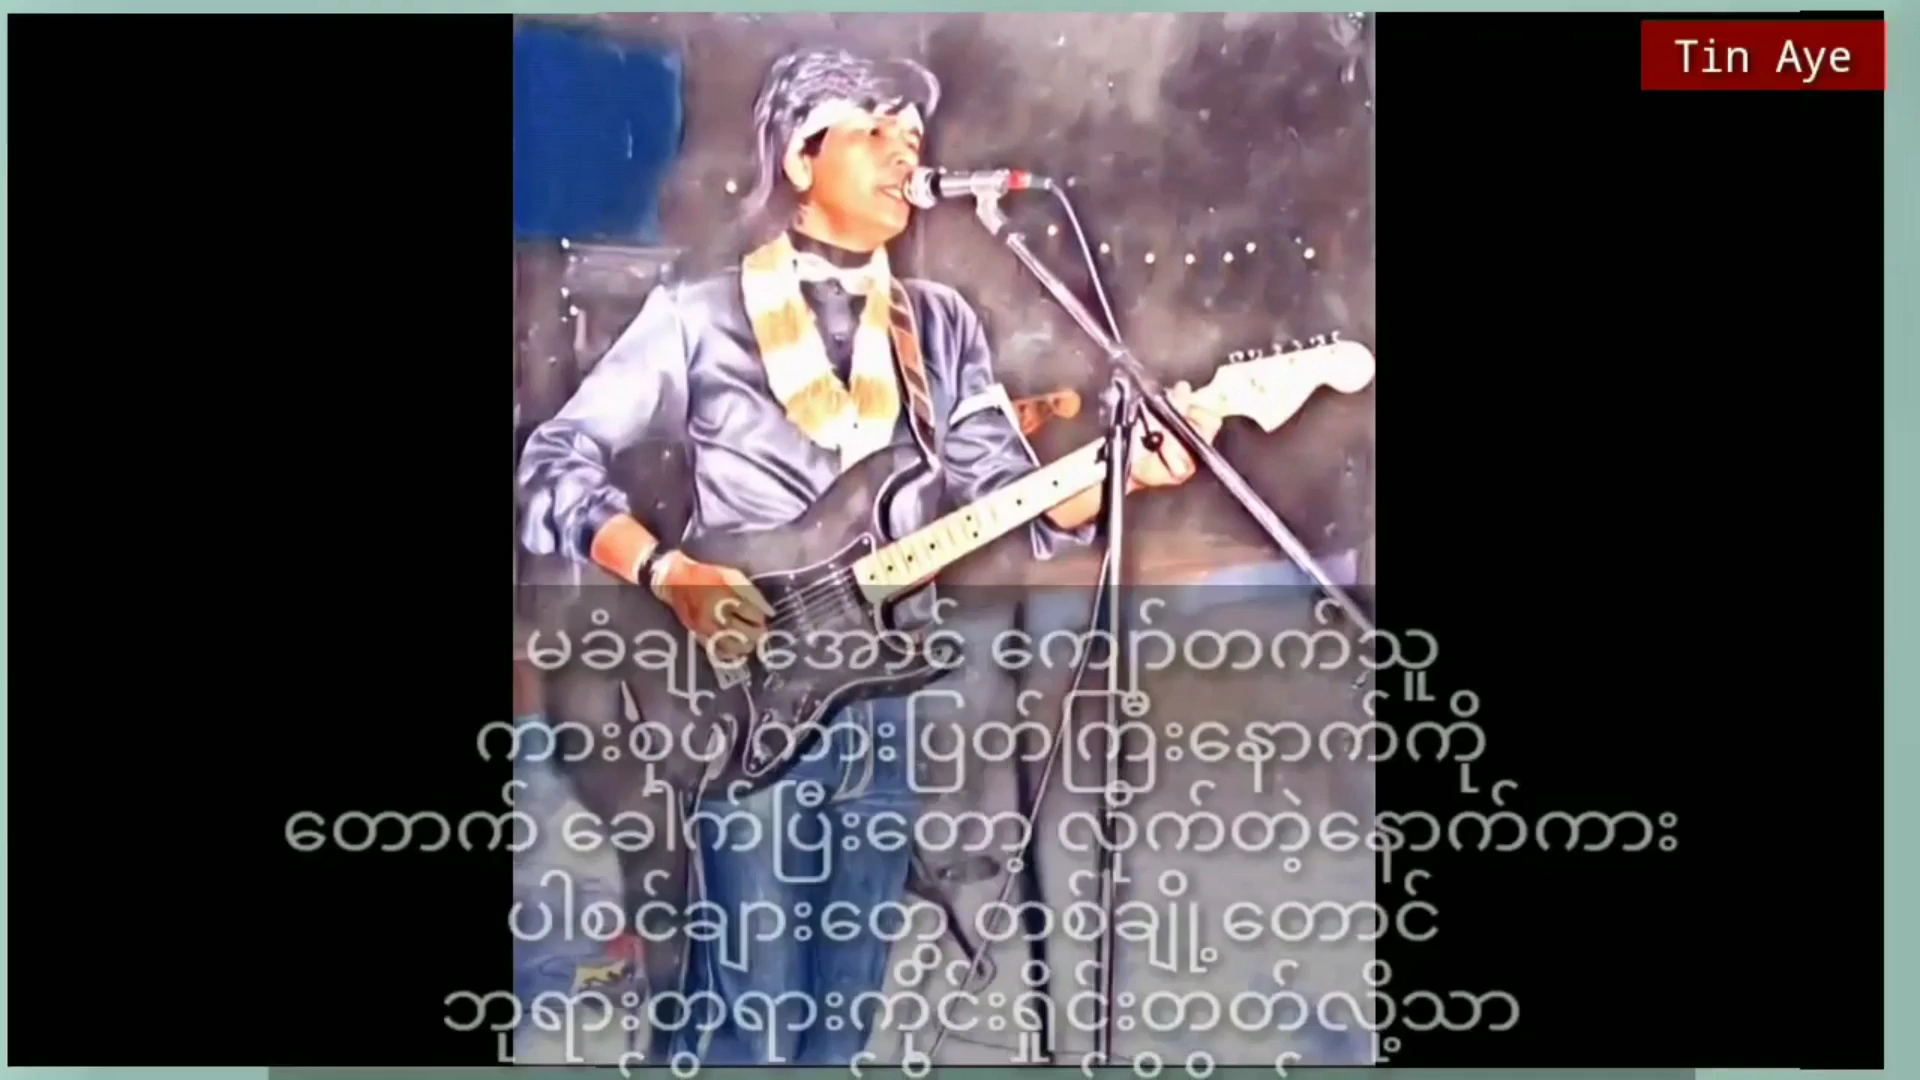 Tin Aye
မခံချင်အောင် ကျော်တက်သူ
ကားစုပ် ကားပြတ်ကြီးနောက်ကို
တောက် ခေါက်ပြီးတော့ လိုက်တဲ့နောက်ကား
ပါစင်ချားတွေ တစ်ချို့တောင်
ဘုရားတရားကိုင်းရှိုင်းတတ်လို့သာ